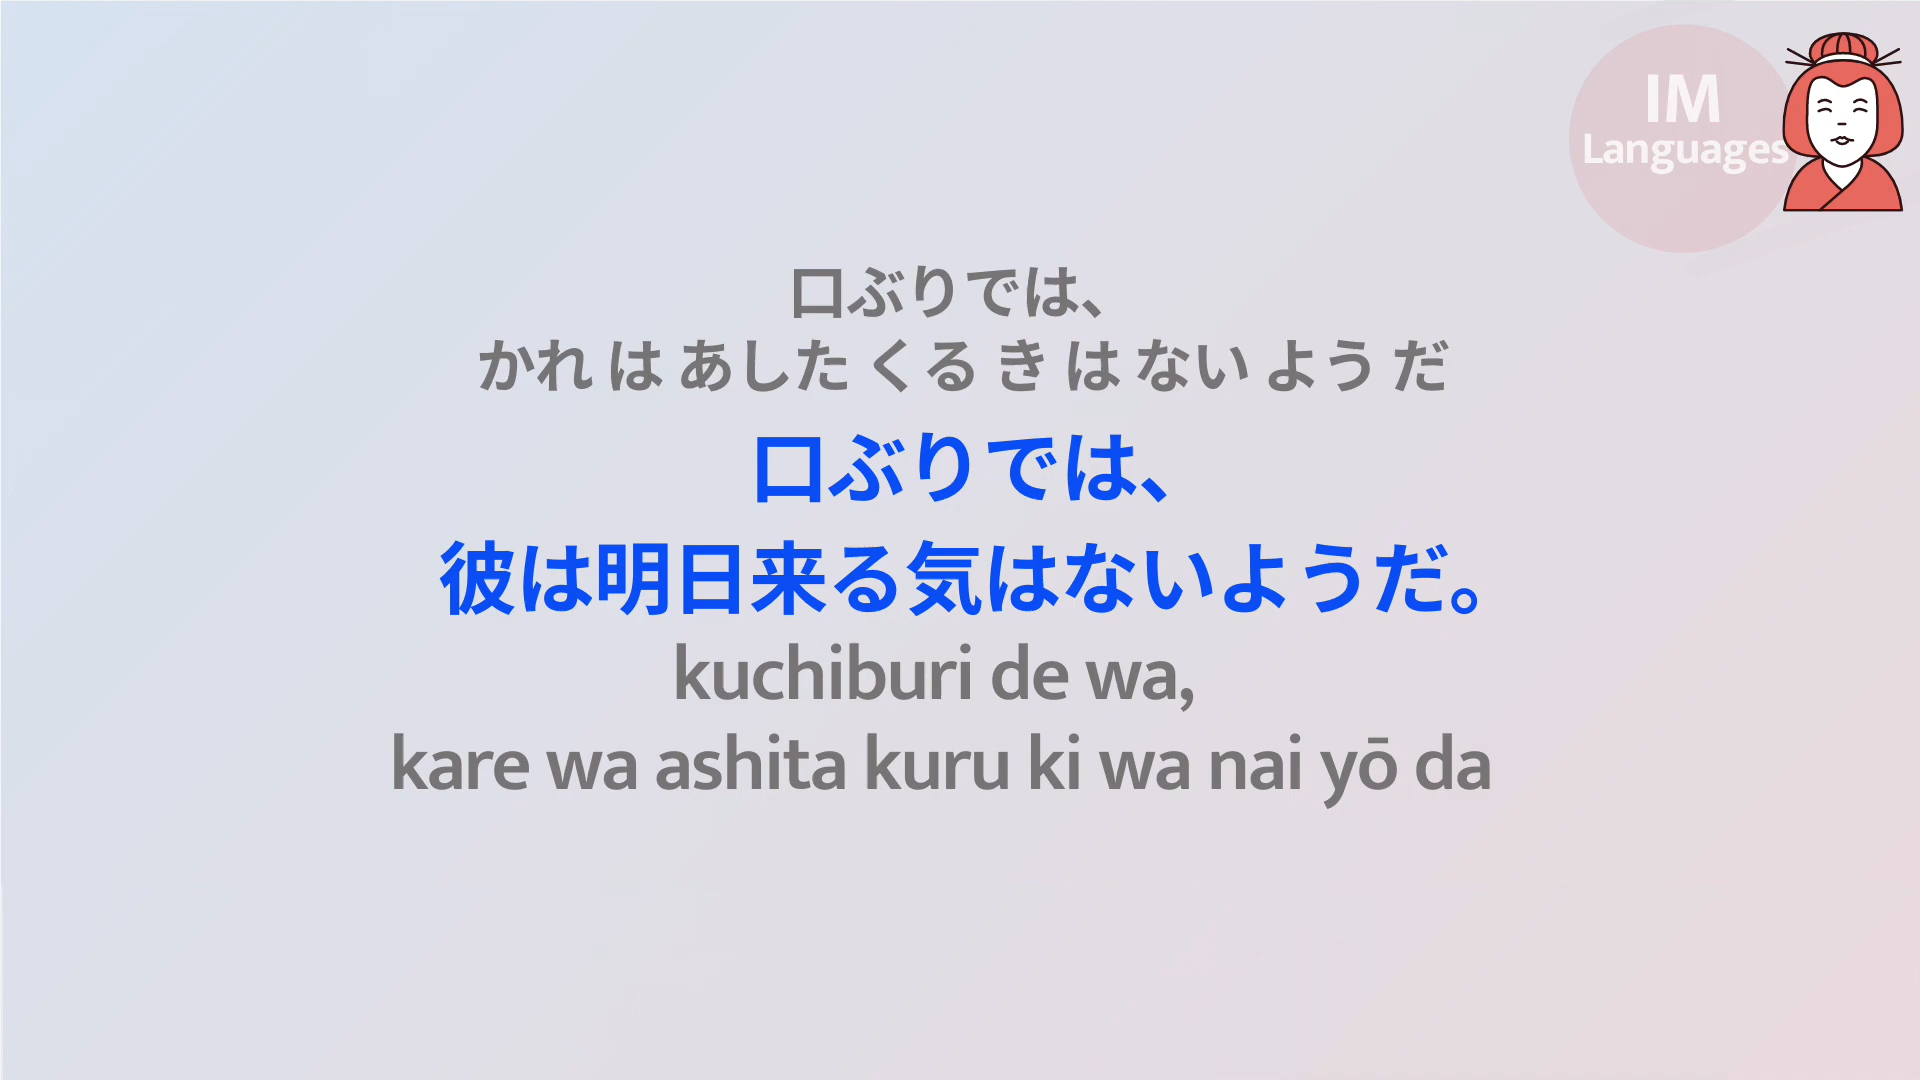 IM
Languages
口ぶりでは、
かれ は あした くる き は ない よう だ
口ぶりでは、
彼は明日来る気はないようだ。
kuchiburi de wa,
kare wa ashita kuru ki wa nai yō da